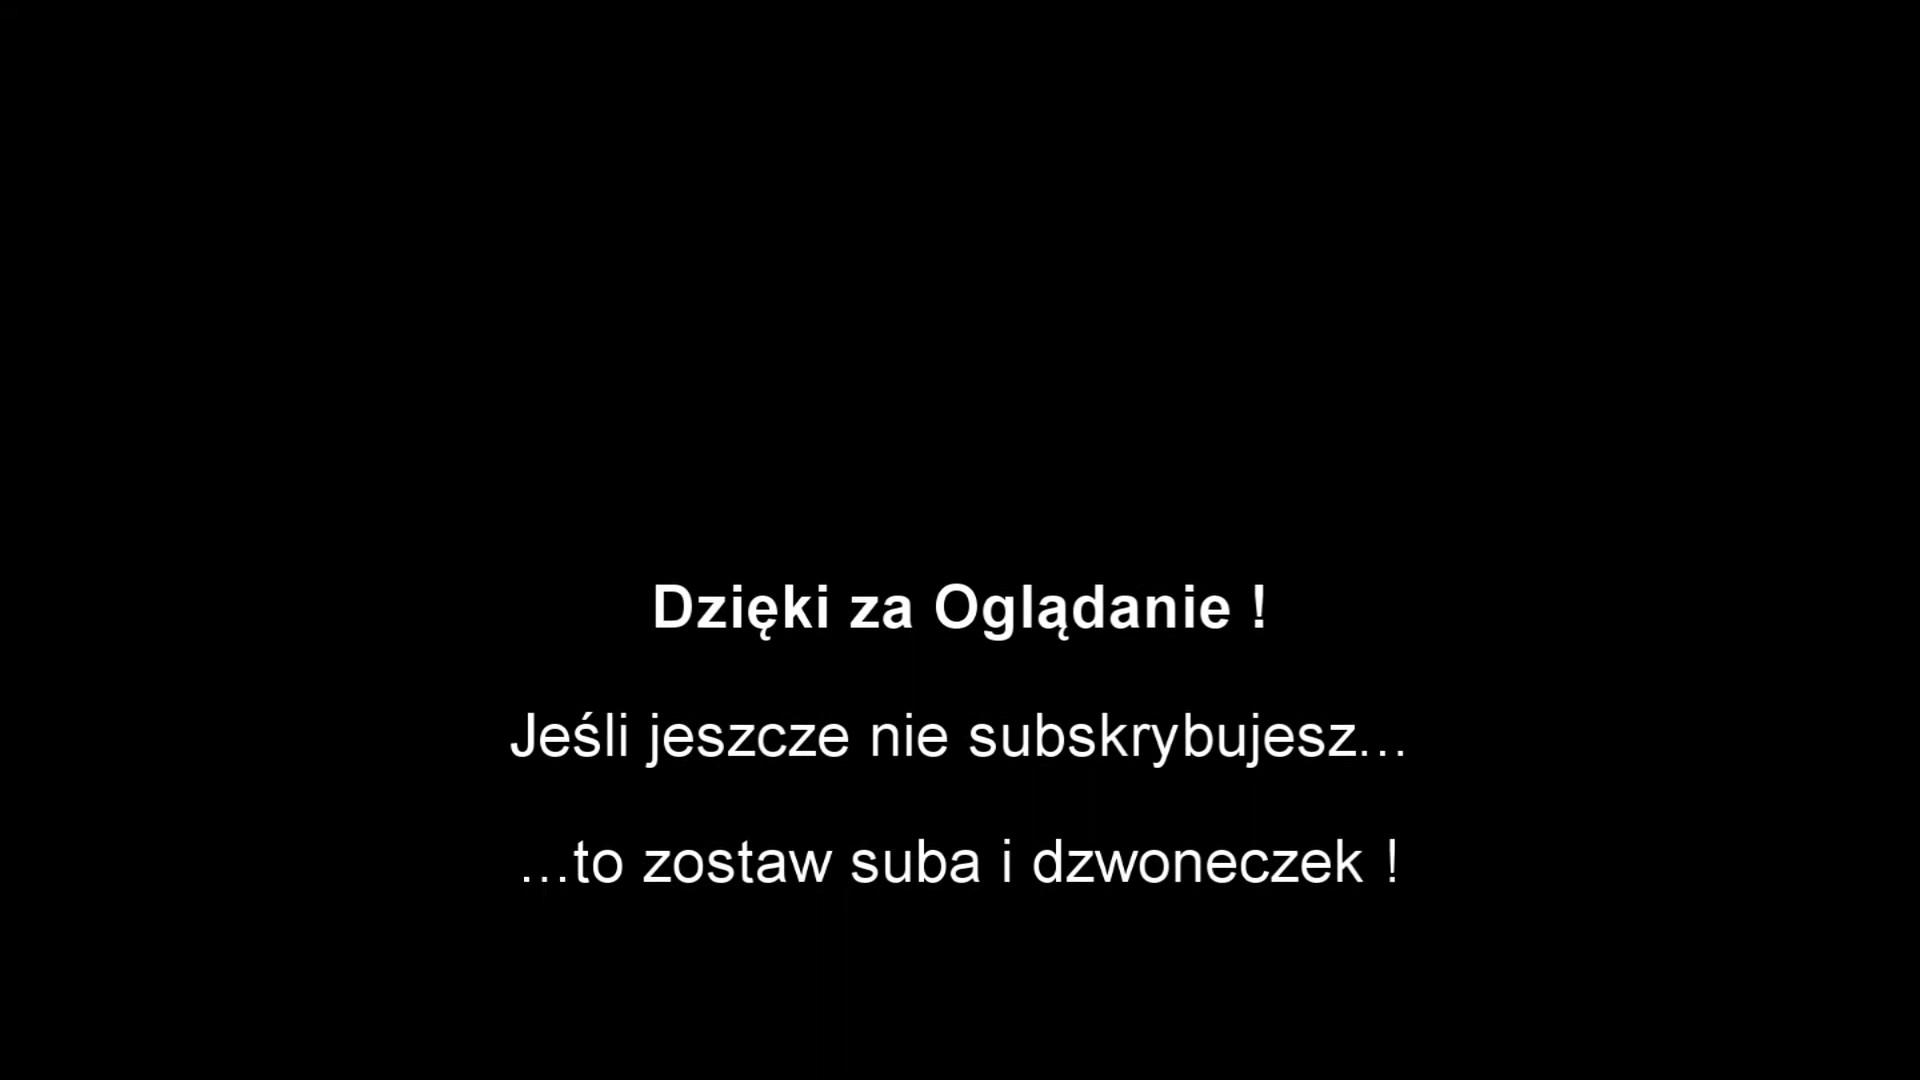 Dzięki za Oglądanie !
Jeśli jeszcze nie subskrybujesz...
...to zostaw suba i dzwoneczek !